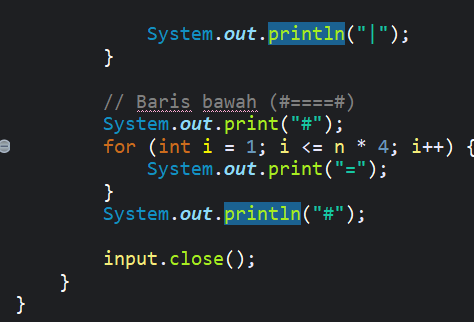 System.out.println("|");
}
// Baris bawah (#====#)
System.out.print("#");
for (int i = 1; i <= n * 4; i++) {
System.out.print("=");
}
System.out.println("#");
input.close();
}
}